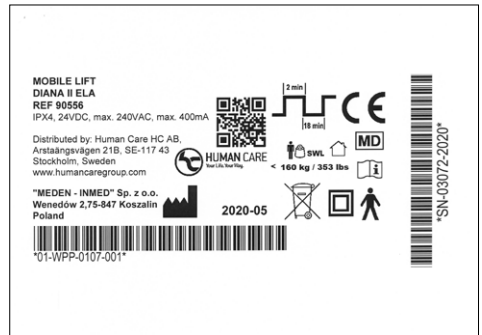 MOBILE LIFT
DIANA II ELA
REF 90556
IPX4, 24VDC, max. 240VAC, max. 400mA
Distributed by: Human Care HC AB,
Arstaängsvägen 21B, SE-117 43
Stockholm, Sweden
www.humancaregroup.com
HUMAN CARE
Your Life. Your Way.
2 min
18 min
CE
SWL
MD
< 160 kg / 353 lbs
"MEDEN - INMED" Sp. z o.o.
Wenedów 2,75-847 Koszalin
Poland
2020-05
*01-WPP-0107-001*
*SN-03072-2020*